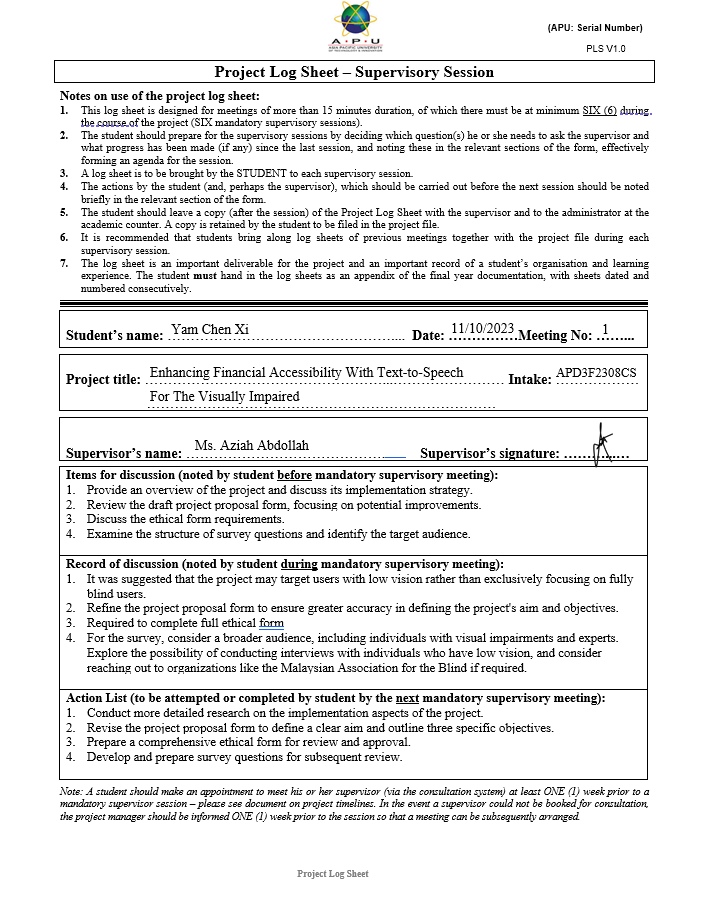 A • P • U
ASIA PACIFIC UNIVERSITY
OF TECHNOLOGY & INNOVATION
(APU: Serial Number)
PLS V1.0
Project Log Sheet – Supervisory Session
Notes on use of the project log sheet:
1. This log sheet is designed for meetings of more than 15 minutes duration, of which there must be at minimum SIX (6) during
the course of the project (SIX mandatory supervisory sessions).
2. The student should prepare for the supervisory sessions by deciding which question(s) he or she needs to ask the supervisor and
what progress has been made (if any) since the last session, and noting these in the relevant sections of the form, effectively
forming an agenda for the session.
3. A log sheet is to be brought by the STUDENT to each supervisory session.
4. The actions by the student (and, perhaps the supervisor), which should be carried out before the next session should be noted
briefly in the relevant section of the form.
5. The student should leave a copy (after the session) of the Project Log Sheet with the supervisor and to the administrator at the
academic counter. A copy is retained by the student to be filed in the project file.
6. It is recommended that students bring along log sheets of previous meetings together with the project file during each
supervisory session.
7. The log sheet is an important deliverable for the project and an important record of a student's organisation and learning
experience. The student must hand in the log sheets as an appendix of the final year documentation, with sheets dated and
numbered consecutively.
Student's name: Yam Chen Xi Date: 11/10/2023 Meeting No: 1
Project title: Enhancing Financial Accessibility With Text-to-Speech Intake: APD3F2308CS
For The Visually Impaired
Supervisor's name: Ms. Aziah Abdollah Supervisor's signature:
Items for discussion (noted by student before mandatory supervisory meeting):
1. Provide an overview of the project and discuss its implementation strategy.
2. Review the draft project proposal form, focusing on potential improvements.
3. Discuss the ethical form requirements.
4. Examine the structure of survey questions and identify the target audience.
Record of discussion (noted by student during mandatory supervisory meeting):
1. It was suggested that the project may target users with low vision rather than exclusively focusing on fully
blind users.
2. Refine the project proposal form to ensure greater accuracy in defining the project's aim and objectives.
3. Required to complete full ethical form
4. For the survey, consider a broader audience, including individuals with visual impairments and experts.
Explore the possibility of conducting interviews with individuals who have low vision, and consider
reaching out to organizations like the Malaysian Association for the Blind if required.
Action List (to be attempted or completed by student by the next mandatory supervisory meeting):
1. Conduct more detailed research on the implementation aspects of the project.
2. Revise the project proposal form to define a clear aim and outline three specific objectives.
3. Prepare a comprehensive ethical form for review and approval.
4. Develop and prepare survey questions for subsequent review.
Note: A student should make an appointment to meet his or her supervisor (via the consultation system) at least ONE (1) week prior to a
mandatory supervisor session – please see document on project timelines. In the event a supervisor could not be booked for consultation,
the project manager should be informed ONE (1) week prior to the session so that a meeting can be subsequently arranged.
Project Log Sheet